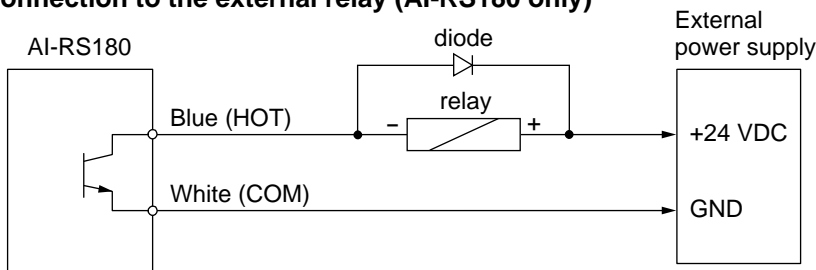 onnection to the external relay (AI-RS180 only)
External
power supply
AI-RS180
diode
relay
Blue (HOT)
− +
+24 VDC
White (COM)
GND